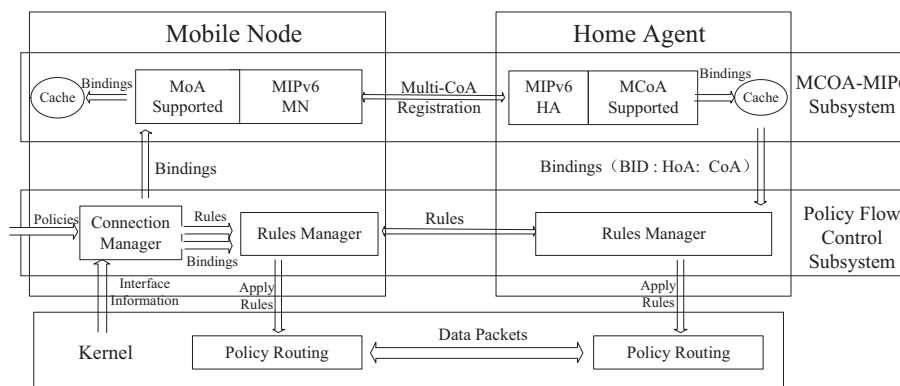 Mobile Node
Home Agent
Cache
Bindings
MoA
Supported
MIPv6
MN
Multi-CoA
Registration
MIPv6
HA
MCoA
Supported
Bindings
Cache
MCOA-MIP6
Subsystem
Bindings
Bindings（BID : HoA: CoA）
Policies
Connection
Manager
Rules
Bindings
Rules Manager
Rules
Rules Manager
Policy Flow
Control
Subsystem
Interface
Information
Apply
Rules
Apply
Rules
Kernel
Policy Routing
Data Packets
Policy Routing